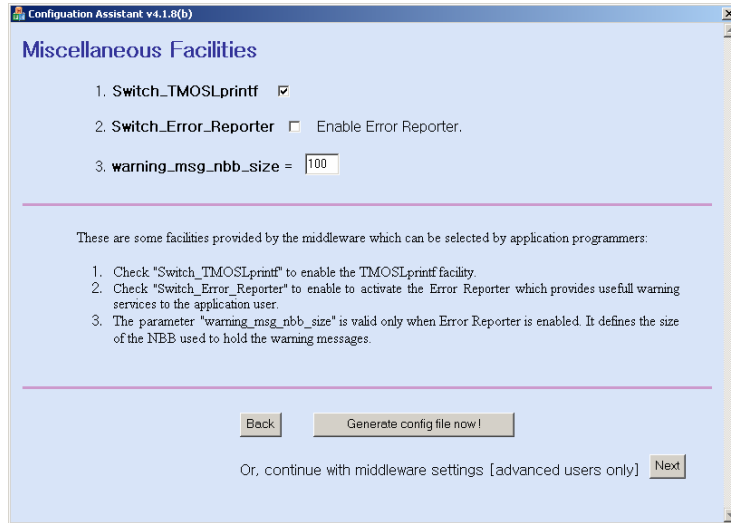 Configuation Assistant v4.1.8(b)
Miscellaneous Facilities
1. Switch_TMOSLprintf
2. Switch_Error_Reporter Enable Error Reporter.
3. warning_msg_nbb_size = 100
These are some facilities provided by the middleware which can be selected by application programmers:
1. Check "Switch_TMOSLprintf" to enable the TMOSLprintf facility.
2. Check "Switch_Error_Reporter" to enable to activate the Error Reporter which provides usefull warning
services to the application user.
3. The parameter "warning_msg_nbb_size" is valid only when Error Reporter is enabled. It defines the size
of the NBB used to hold the warning messages.
Back Generate config file now!
Or, continue with middleware settings [advanced users only] Next